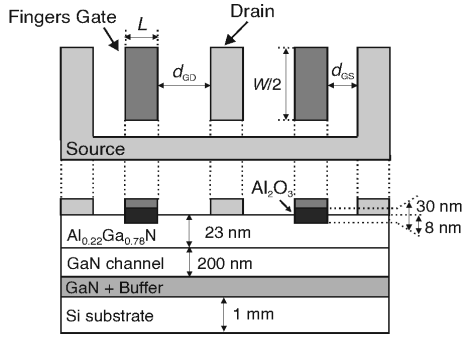 Fingers Gate
L
Drain
d_GD
W/2
d_GS
Source
Al₂O₃
30 nm
8 nm
Al₀.₂₂Ga₀.₇₈N
23 nm
GaN channel
200 nm
GaN + Buffer
Si substrate
1 mm